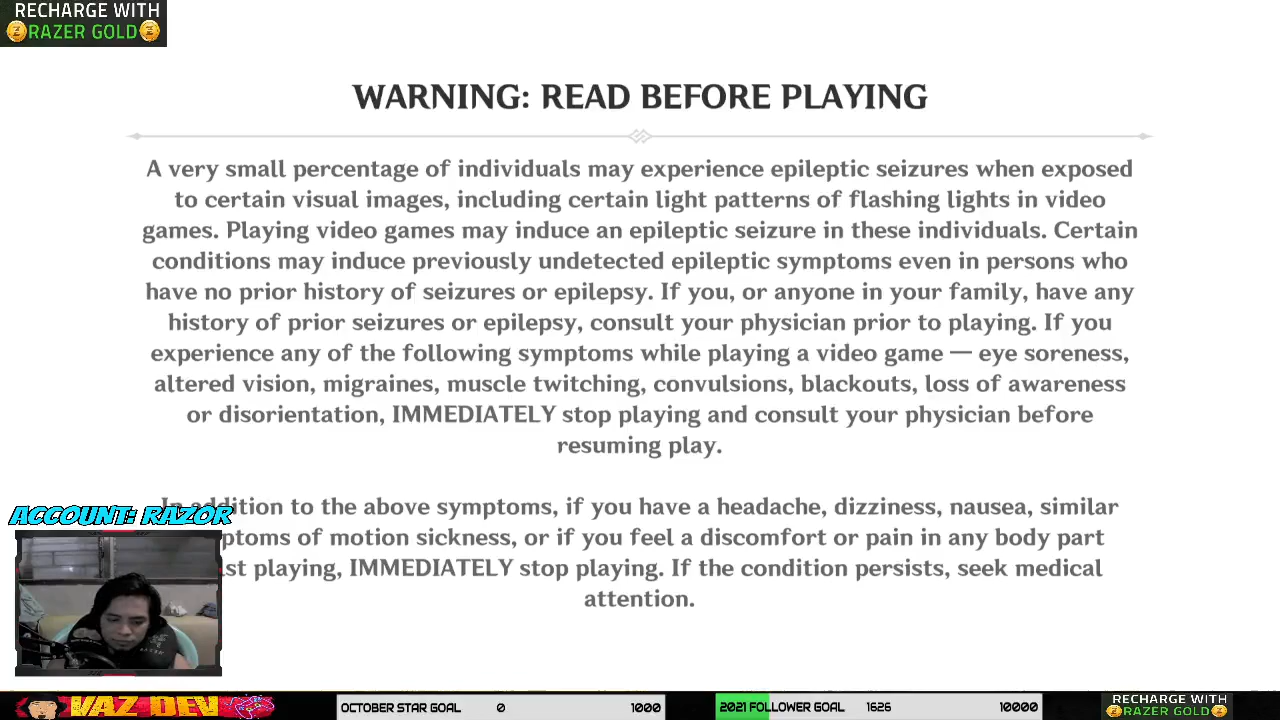 RECHARGE WITH
RAZER GOLD
WARNING: READ BEFORE PLAYING
A very small percentage of individuals may experience epileptic seizures when exposed
to certain visual images, including certain light patterns of flashing lights in video
games. Playing video games may induce an epileptic seizure in these individuals. Certain
conditions may induce previously undetected epileptic symptoms even in persons who
have no prior history of seizures or epilepsy. If you, or anyone in your family, have any
history of prior seizures or epilepsy, consult your physician prior to playing. If you
experience any of the following symptoms while playing a video game — eye soreness,
altered vision, migraines, muscle twitching, convulsions, blackouts, loss of awareness
or disorientation, IMMEDIATELY stop playing and consult your physician before
resuming play.
In addition to the above symptoms, if you have a headache, dizziness, nausea, similar
ACCOUNT: RAZOR
ptoms of motion sickness, or if you feel a discomfort or pain in any body part
st playing, IMMEDIATELY stop playing. If the condition persists, seek medical
attention.
VAZ DEV
OCTOBER STAR GOAL 0 1000
2021 FOLLOWER GOAL 1626 10000
RECHARGE WITH
RAZER GOLD